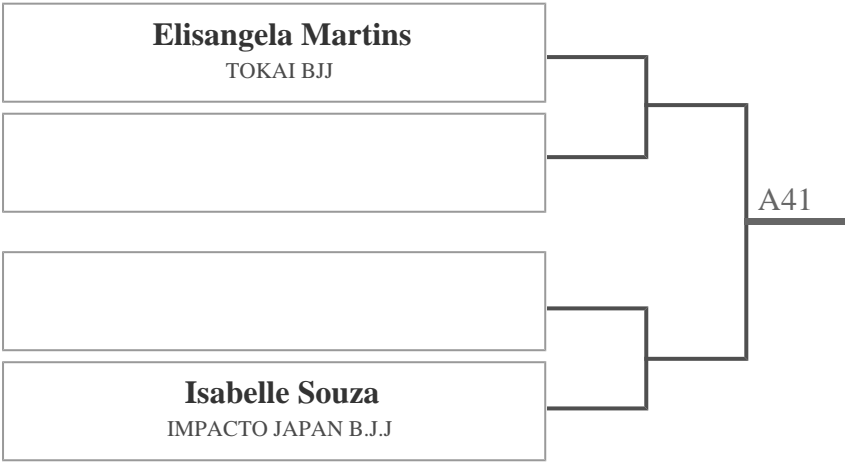 Elisangela Martins
TOKAI BJJ
A41
Isabelle Souza
IMPACTO JAPAN B.J.J